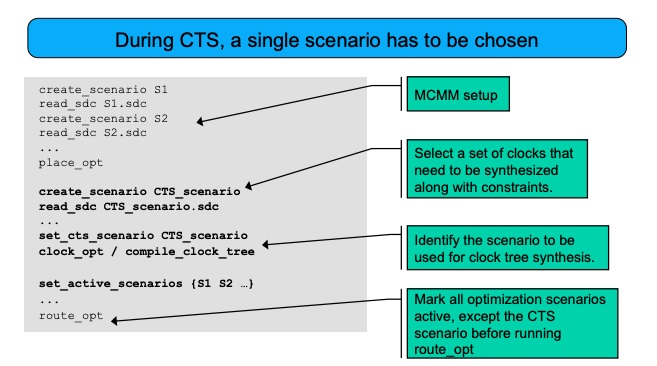 During CTS, a single scenario has to be chosen
create_scenario S1
read_sdc S1.sdc
create_scenario S2
read_sdc S2.sdc
...
place_opt
create_scenario CTS_scenario
read_sdc CTS_scenario.sdc
...
set_cts_scenario CTS_scenario
clock_opt / compile_clock_tree
set_active_scenarios {S1 S2 …}
...
route_opt
MCMM setup
Select a set of clocks that
need to be synthesized
along with constraints.
Identify the scenario to be
used for clock tree synthesis.
Mark all optimization scenarios
active, except the CTS
scenario before running
route_opt